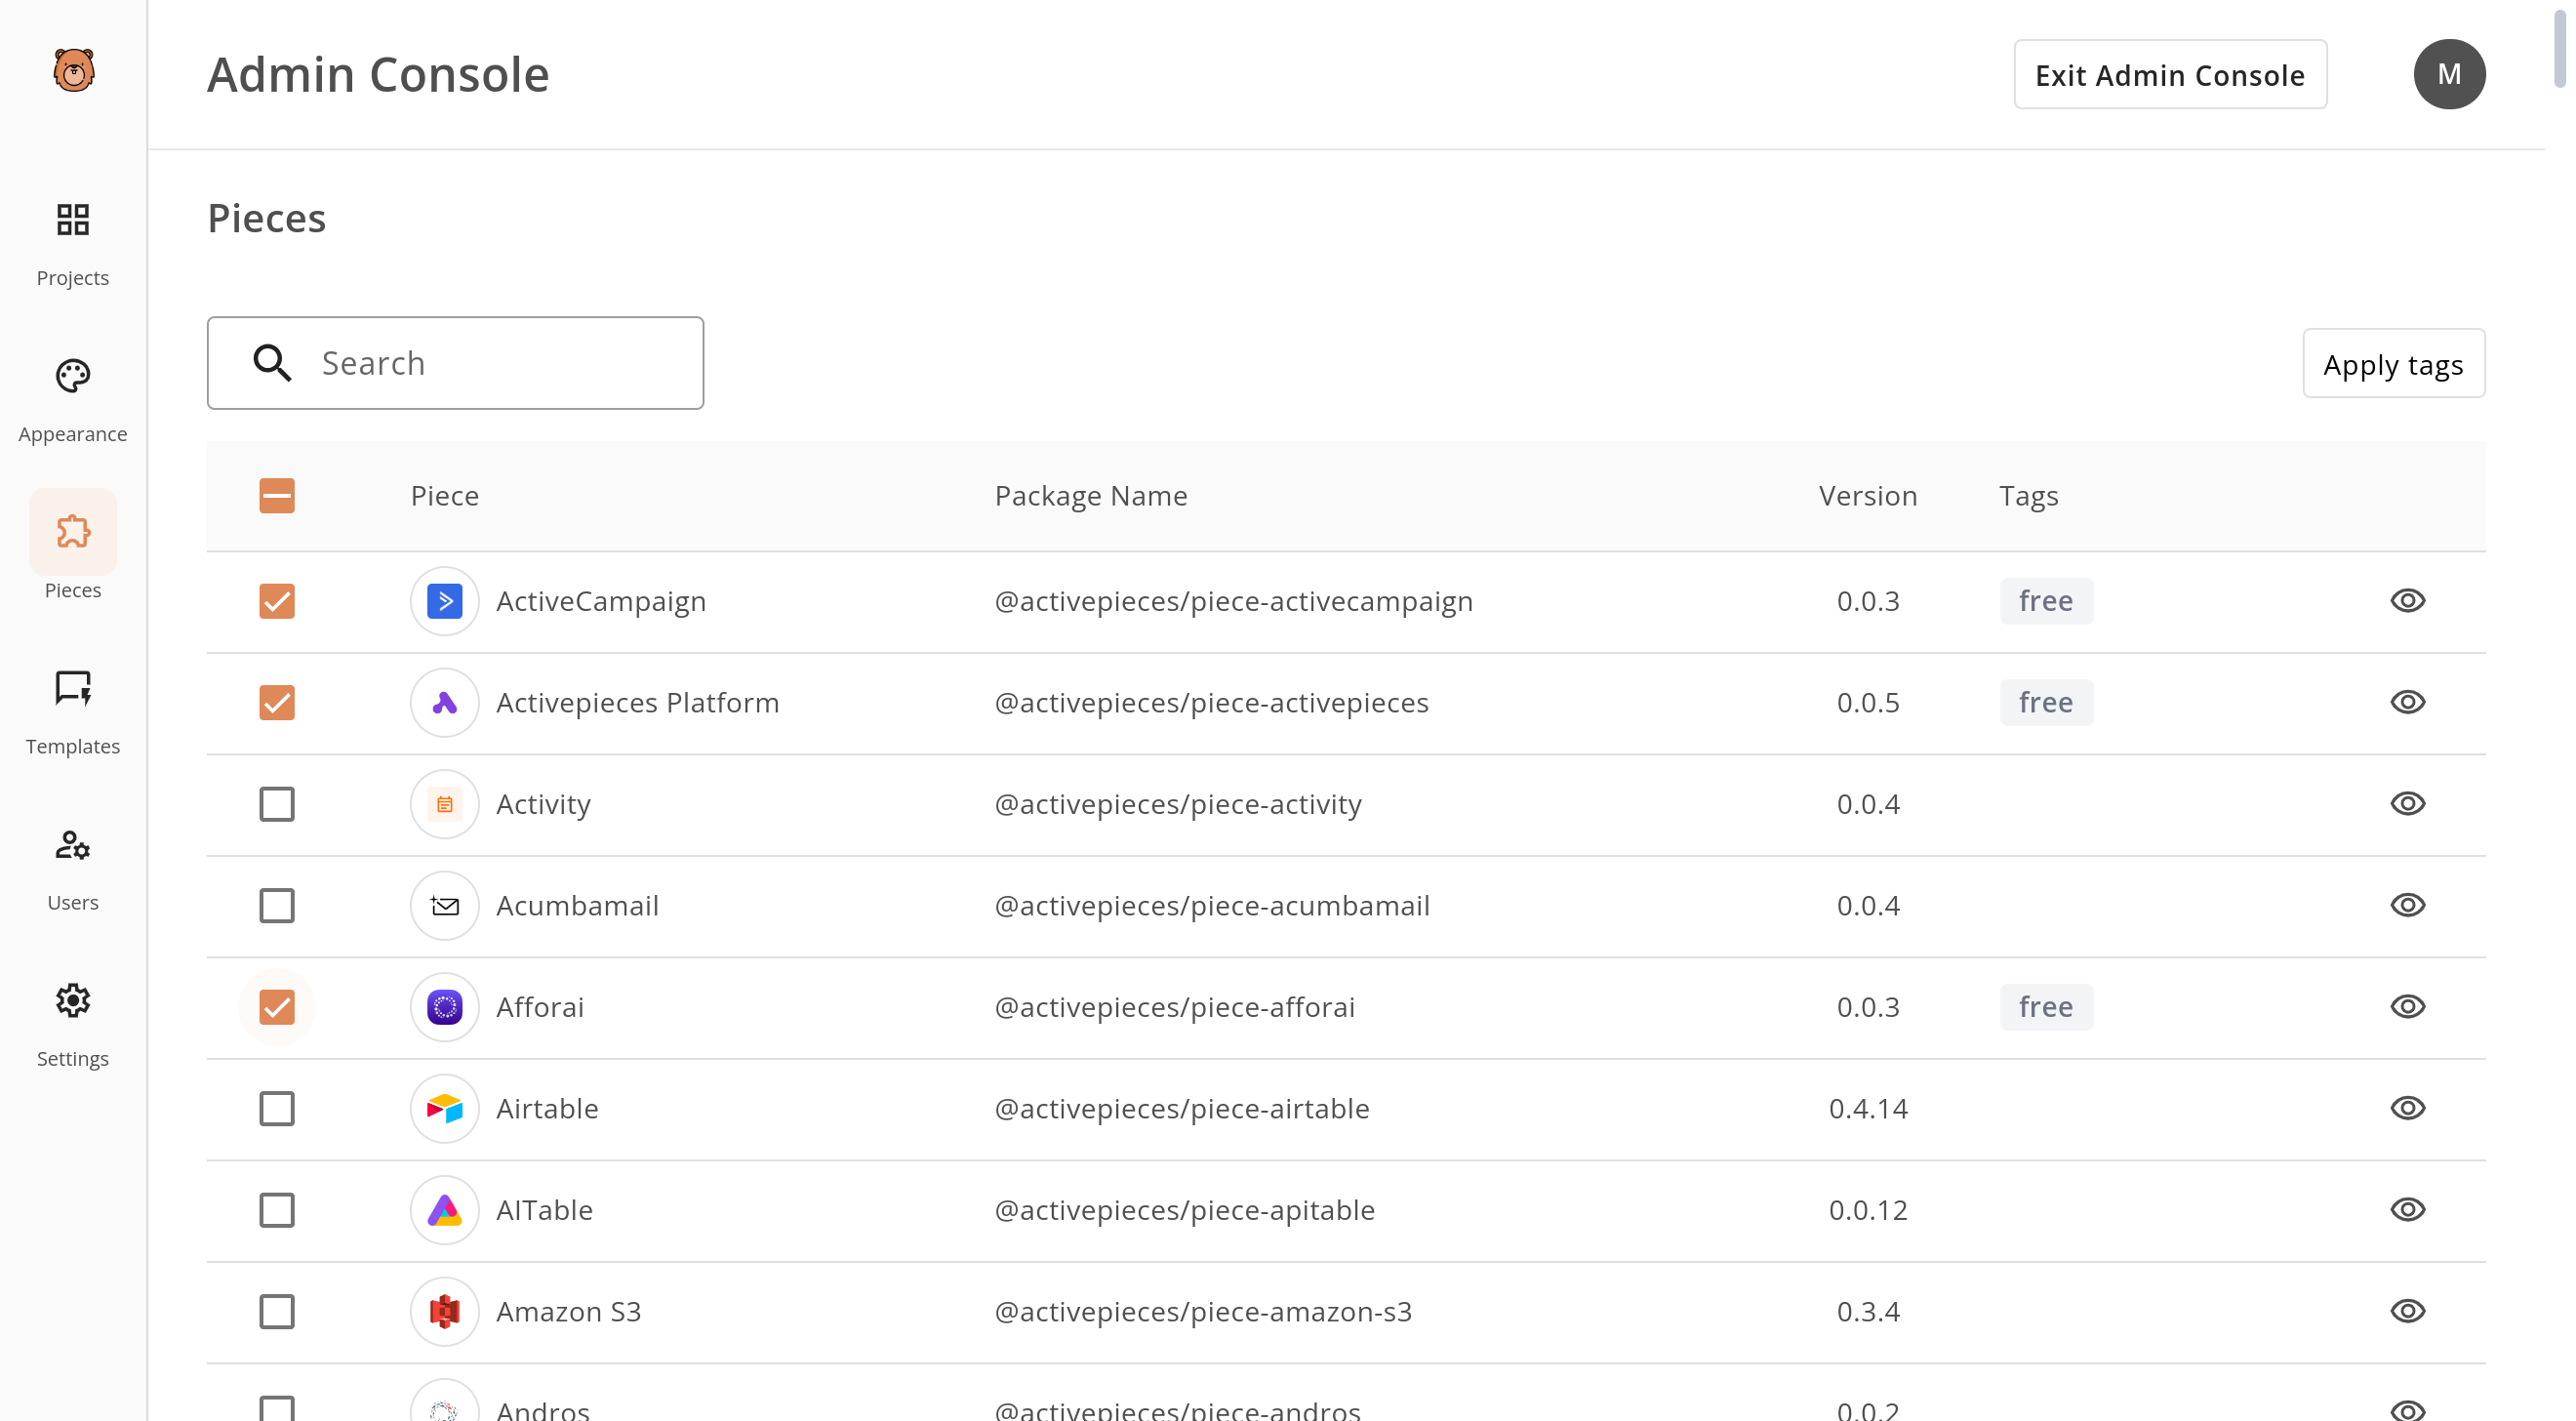 Admin Console
Exit Admin Console
M
Projects
Appearance
Pieces
Templates
Users
Settings
Pieces
Search
Apply tags
Piece Package Name Version Tags
ActiveCampaign @activepieces/piece-activecampaign 0.0.3 free
Activepieces Platform @activepieces/piece-activepieces 0.0.5 free
Activity @activepieces/piece-activity 0.0.4
Acumbamail @activepieces/piece-acumbamail 0.0.4
Afforai @activepieces/piece-afforai 0.0.3 free
Airtable @activepieces/piece-airtable 0.4.14
AITable @activepieces/piece-apitable 0.0.12
Amazon S3 @activepieces/piece-amazon-s3 0.3.4
Andros @activepieces/piece-andros 0.0.2